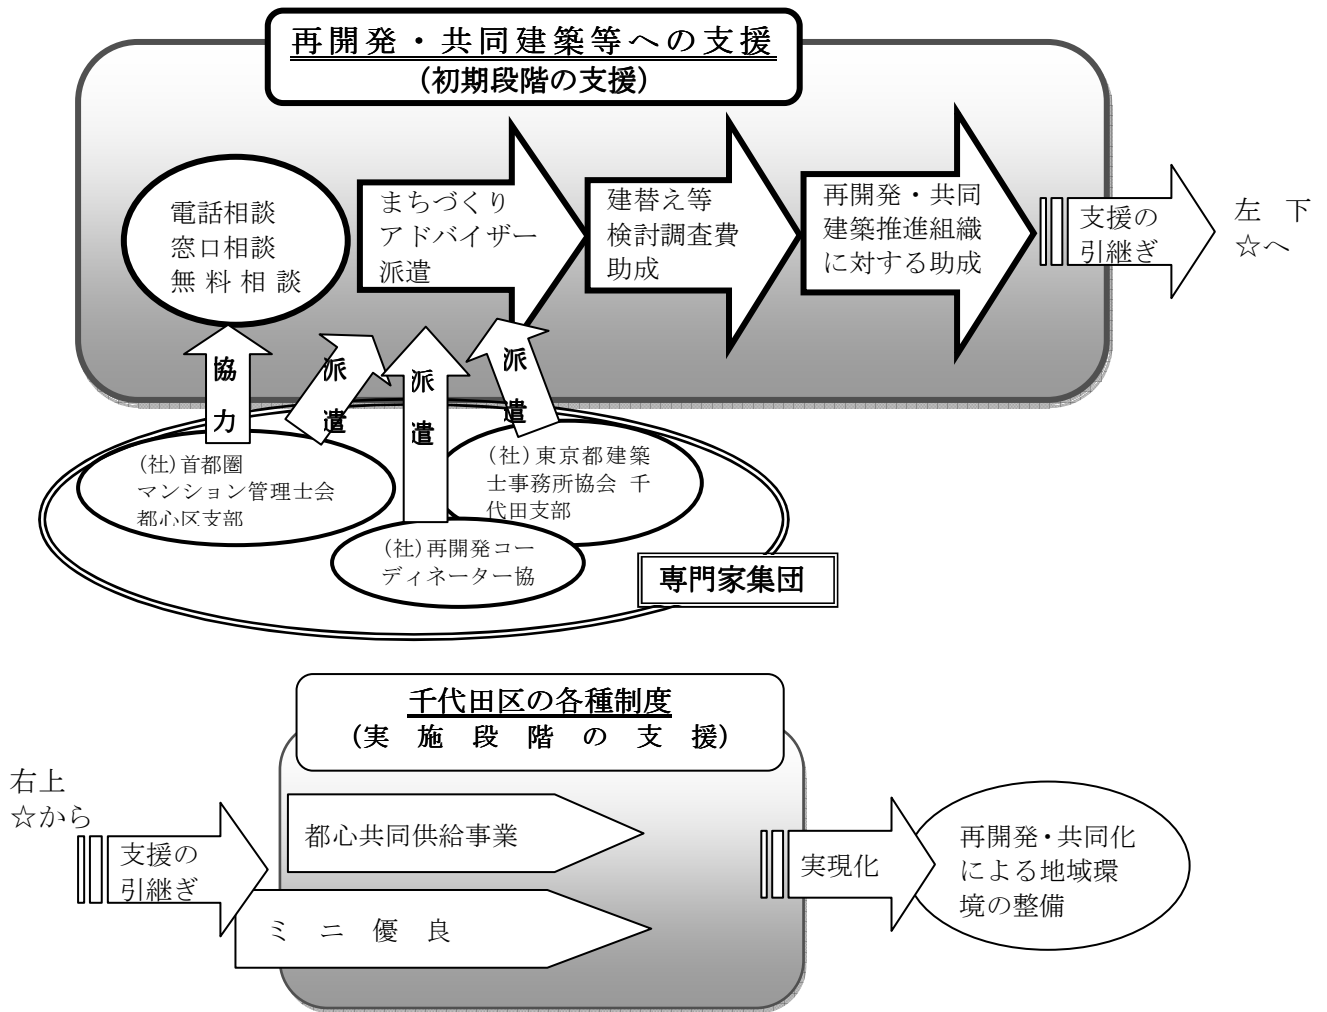 再開発・共同建築等への支援
(初期段階の支援)
電話相談
窓口相談
無料相談
まちづくり
アドバイザー
派遣
建替え等
検討調査費
助成
再開発・共同
建築推進組織
に対する助成
支援の
引継ぎ
左　下
☆へ
協
力
派
遣
派
遣
派
遣
(社)首都圏
マンション管理士会
都心区支部
(社)再開発コー
ディネーター協
(社)東京都建築
士事務所協会 千
代田支部
専門家集団
千代田区の各種制度
(実施段階の支援)
右上
☆から
支援の
引継ぎ
都心共同供給事業
ミニ優良
実現化
再開発・共同化
による地域環
境の整備